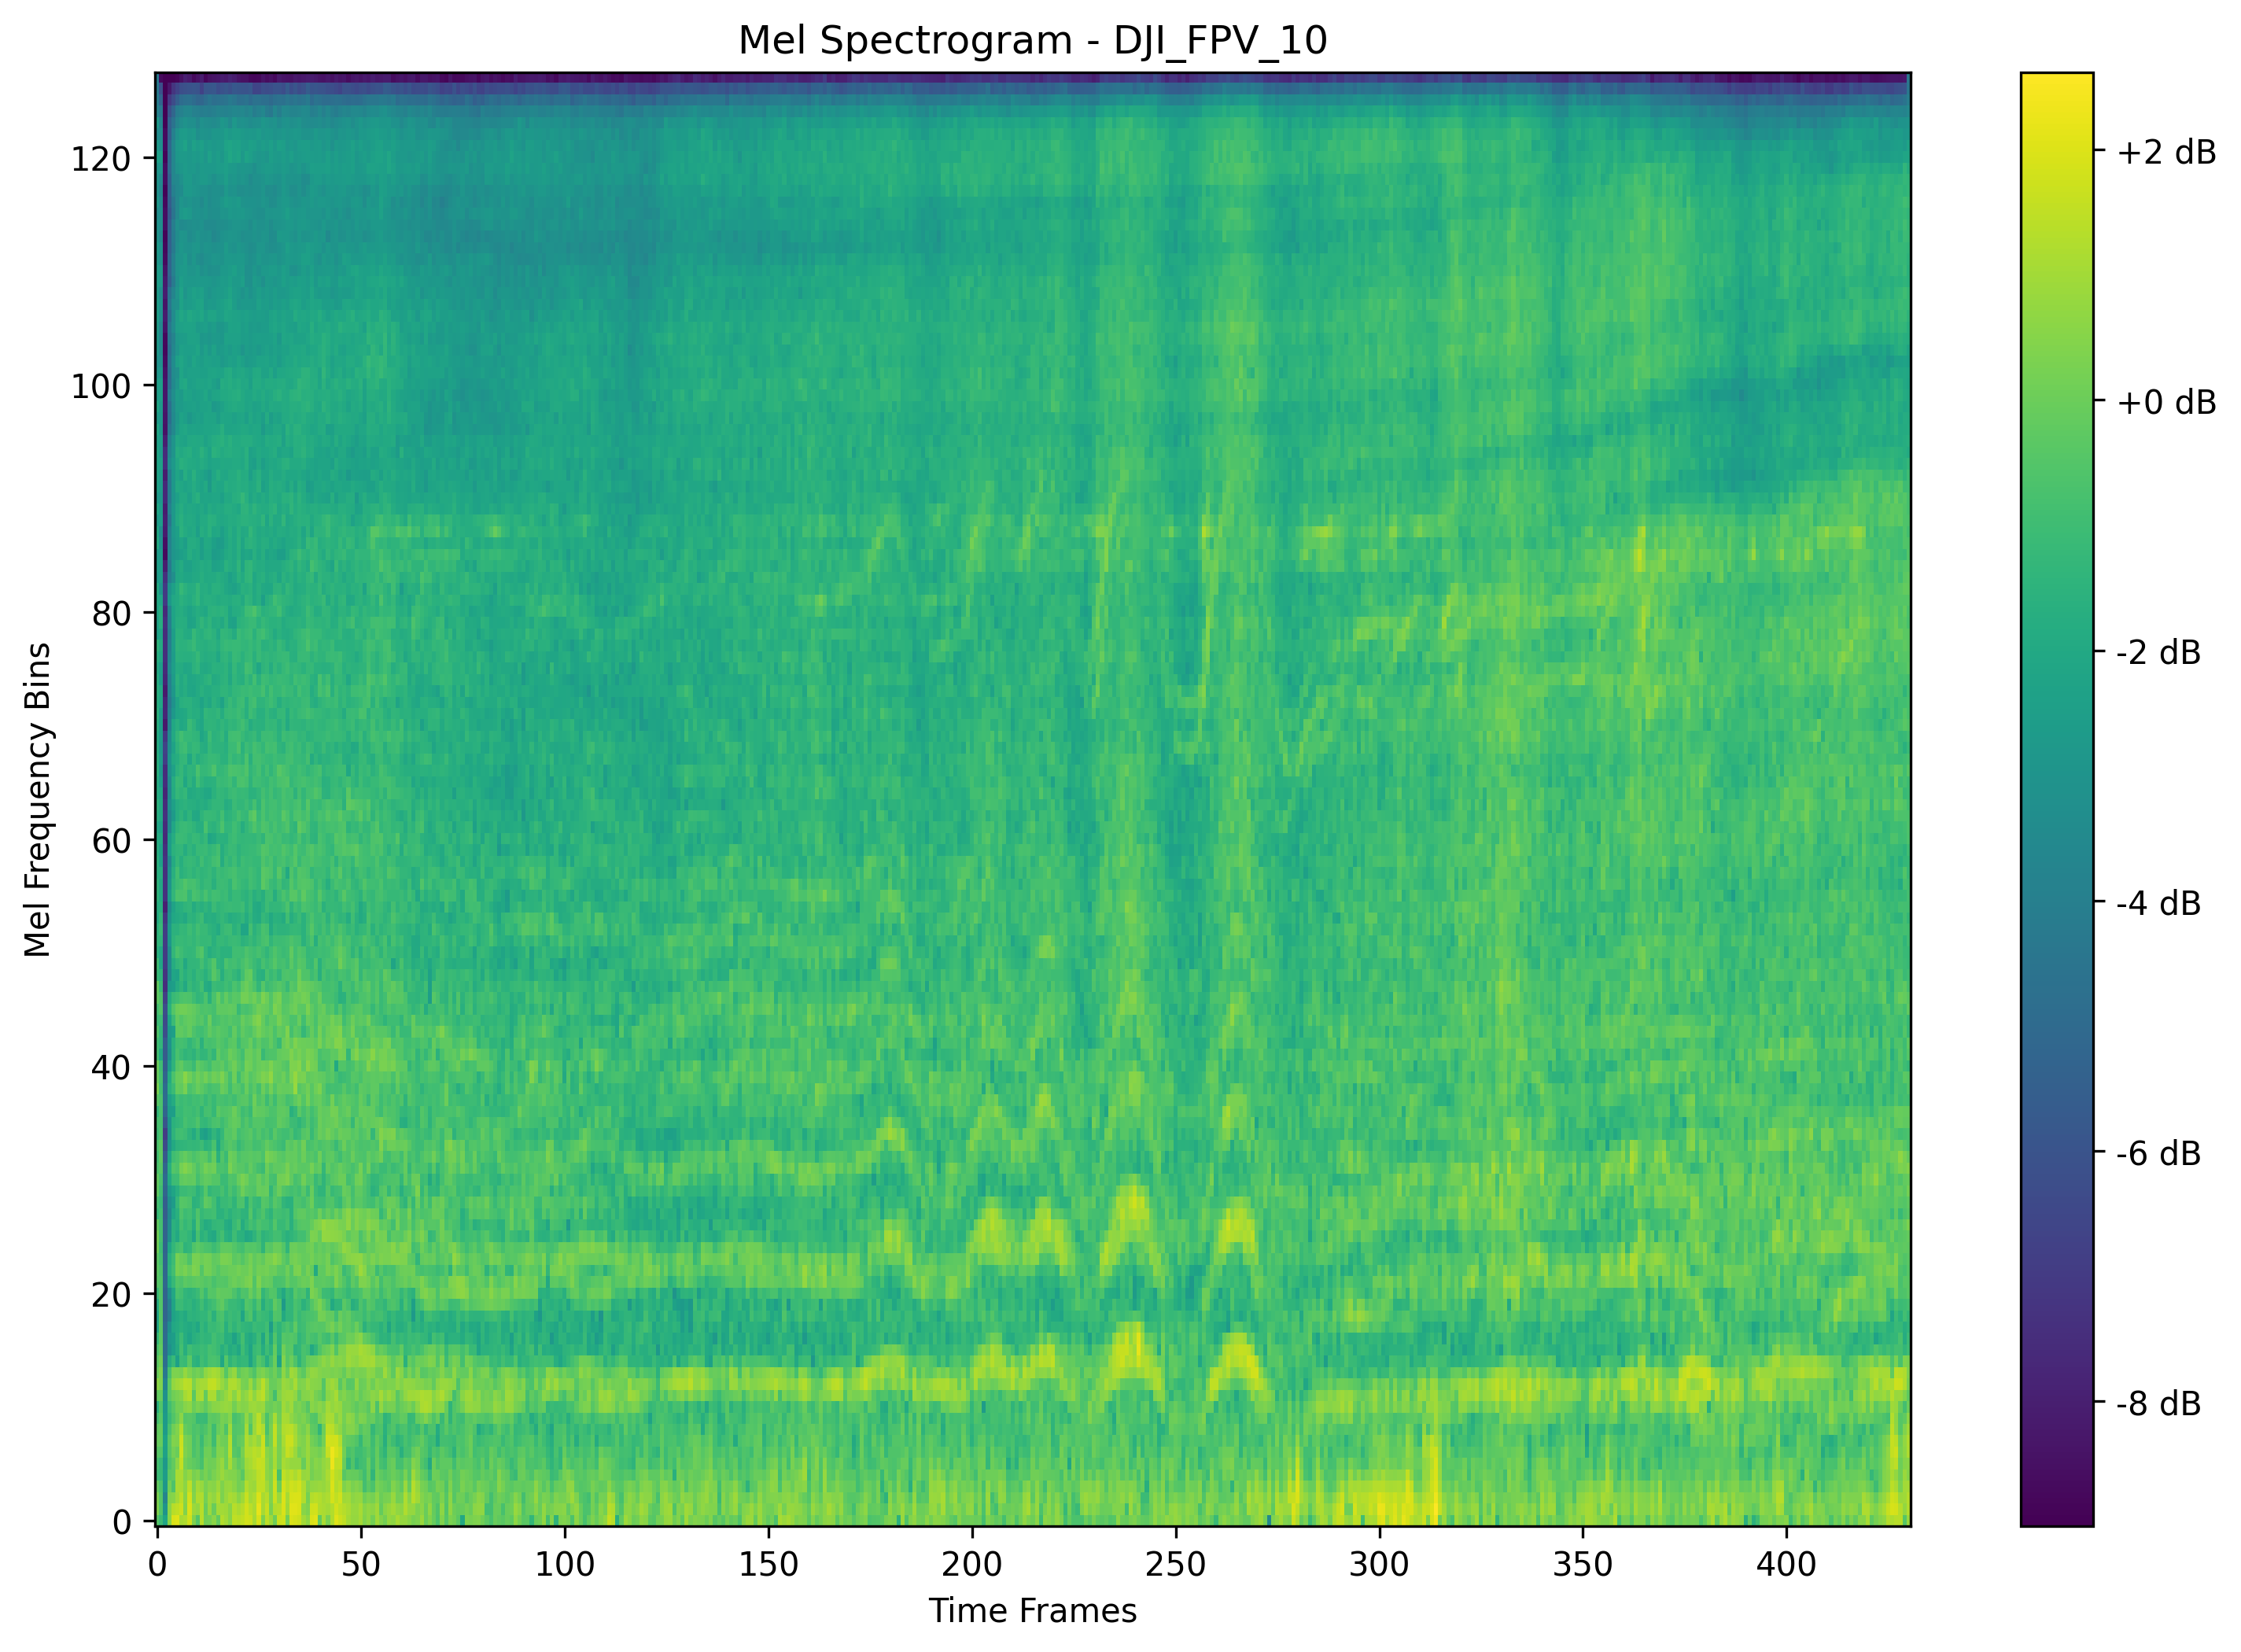 Mel Spectrogram - DJI_FPV_10
Mel Frequency Bins
120
100
80
60
40
20
0
0 50 100 150 200 250 300 350 400
Time Frames
+2 dB
+0 dB
-2 dB
-4 dB
-6 dB
-8 dB